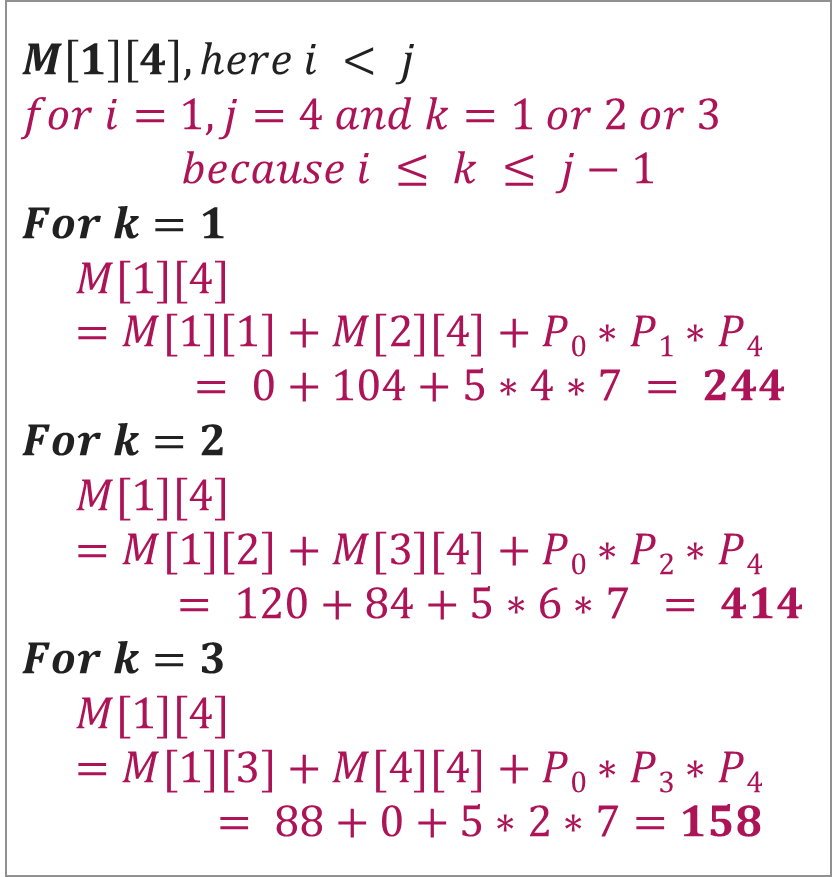 M[1][4], here i < j
for i = 1, j = 4 and k = 1 or 2 or 3
because i ≤ k ≤ j − 1
For k = 1
M[1][4]
= M[1][1] + M[2][4] + P₀ ∗ P₁ ∗ P₄
= 0 + 104 + 5 ∗ 4 ∗ 7 = 244
For k = 2
M[1][4]
= M[1][2] + M[3][4] + P₀ ∗ P₂ ∗ P₄
= 120 + 84 + 5 ∗ 6 ∗ 7 = 414
For k = 3
M[1][4]
= M[1][3] + M[4][4] + P₀ ∗ P₃ ∗ P₄
= 88 + 0 + 5 ∗ 2 ∗ 7 = 158